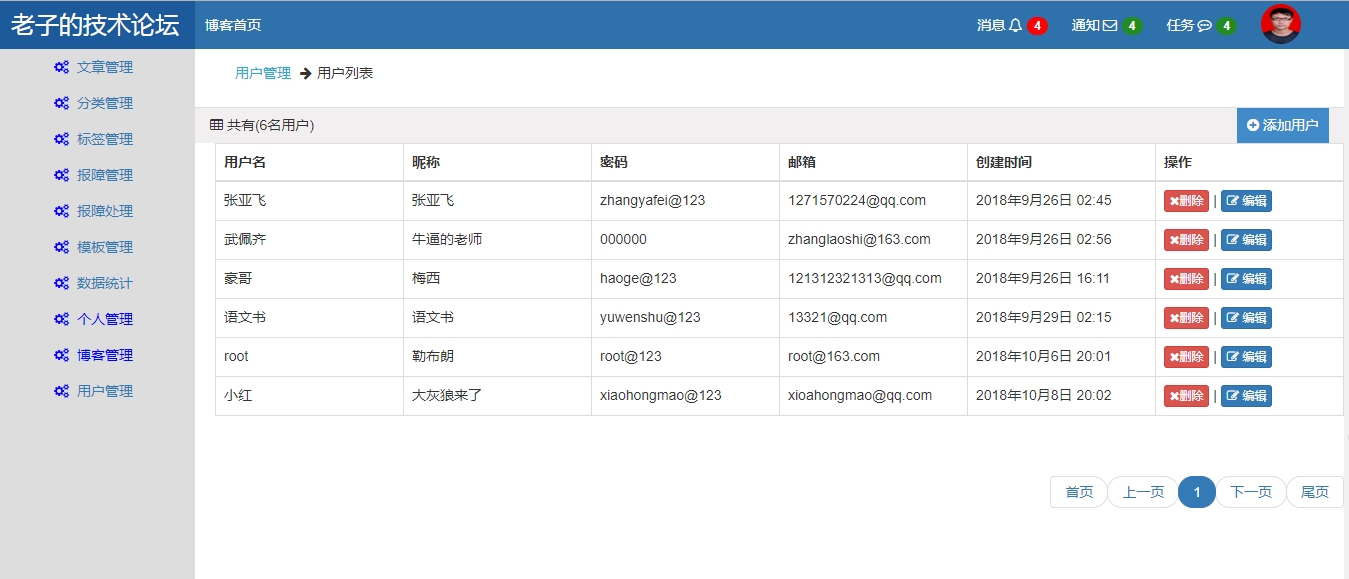 老子的技术论坛 博客首页 消息 4 通知 4 任务 4
文章管理
分类管理
标签管理
报障管理
报障处理
模板管理
数据统计
个人管理
博客管理
用户管理
用户管理 用户列表
共有(6名用户) 添加用户
用户名 昵称 密码 邮箱 创建时间 操作
张亚飞 张亚飞 zhangyafei@123 1271570224@qq.com 2018年9月26日 02:45 删除 | 编辑
武佩齐 牛逼的老师 000000 zhanglaoshi@163.com 2018年9月26日 02:56 删除 | 编辑
豪哥 梅西 haoge@123 121312321313@qq.com 2018年9月26日 16:11 删除 | 编辑
语文书 语文书 yuwenshu@123 13321@qq.com 2018年9月29日 02:15 删除 | 编辑
root 勒布朗 root@123 root@163.com 2018年10月6日 20:01 删除 | 编辑
小红 大灰狼来了 xiaohongmao@123 xioahongmao@qq.com 2018年10月8日 20:02 删除 | 编辑
首页 上一页 1 下一页 尾页